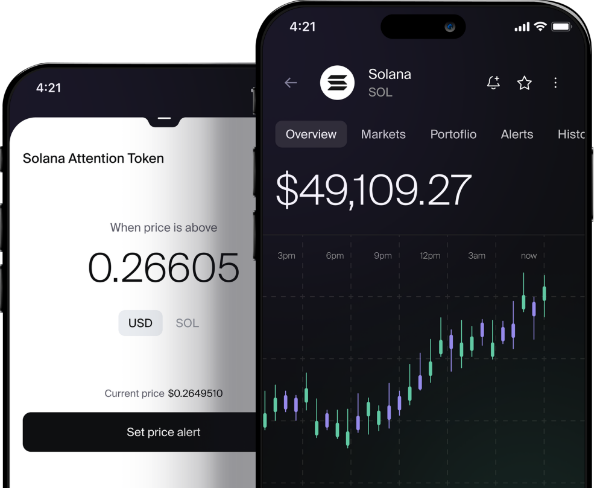 4:21
Solana Attention Token
When price is above
0.26605
USD SOL
Current price $0.2649510
Set price alert
4:21
Solana
SOL
Overview Markets Portoflio Alerts Histo
$49,109.27
3pm 6pm 9pm 12pm 3am now